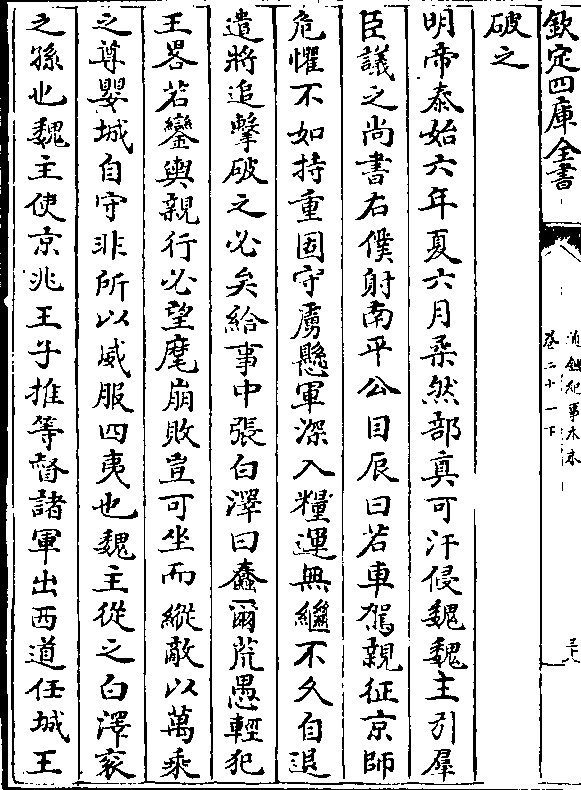 欽定四庫全書
通鑑紀事本末
卷二十一下
三十八
破之
明帝泰始六年夏六月柔然部真可汗侵魏魏主引羣
臣議之尚書右僕射南平公目辰曰若車駕親征京師
危懼不如持重固守虜懸軍深入糧運無繼不久自退
遣將追擊破之必矣給事中張白澤曰蠢爾荒愚輕犯
王畧若鑾輿親行必望麾崩敗豈可坐而縱敵以萬乘
之尊嬰城自守非所以威服四夷也魏主從之白澤衮
之孫也魏主使京兆王子推等督諸軍出西道任城王